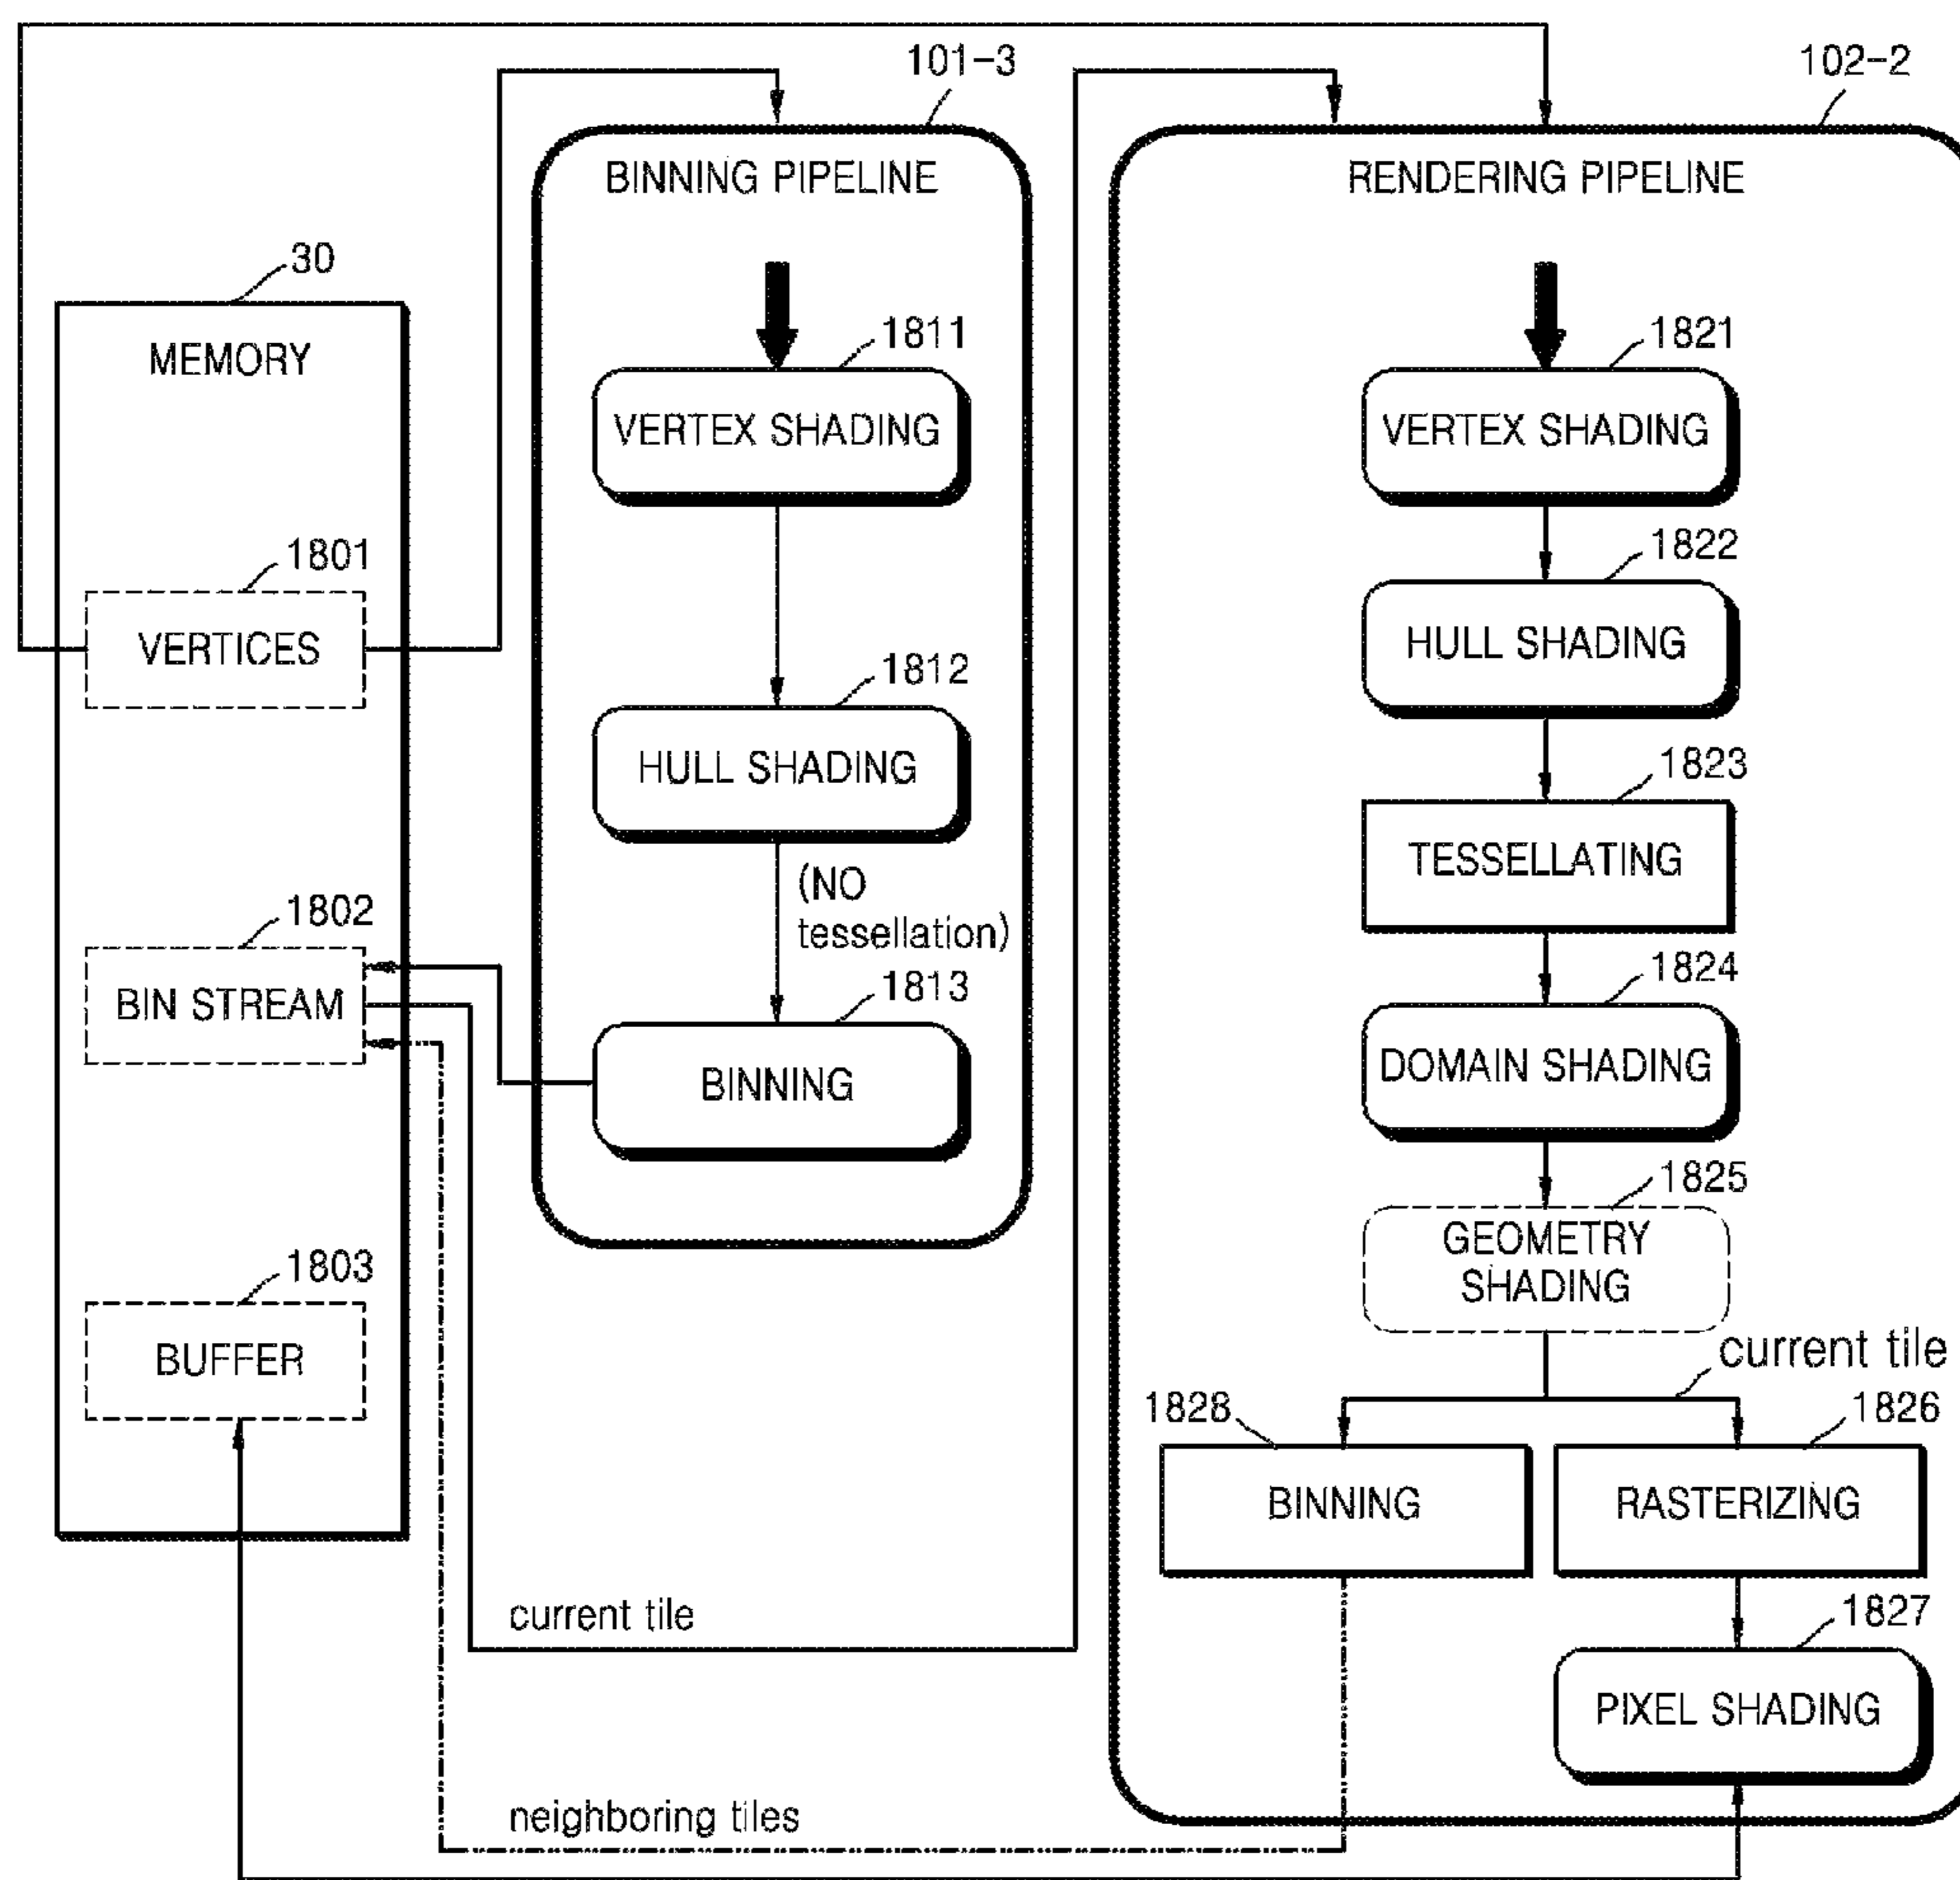 101-3
102-2
BINNING PIPELINE
RENDERING PIPELINE
30
MEMORY
1811
VERTEX SHADING
1821
VERTEX SHADING
1801
VERTICES
1822
HULL SHADING
1812
HULL SHADING
1823
TESSELLATING
(NO
tessellation)
1802
BIN STREAM
1813
BINNING
1824
DOMAIN SHADING
1825
GEOMETRY
SHADING
1803
BUFFER
current tile
1828
BINNING
1826
RASTERIZING
current tile
1827
PIXEL SHADING
neighboring tiles